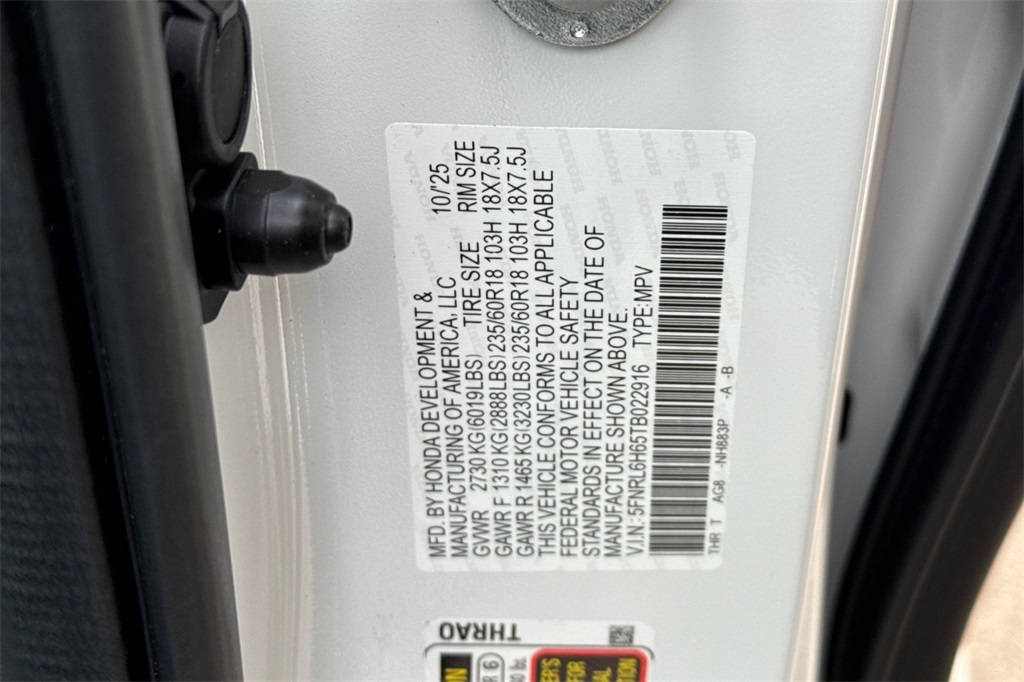 MFD. BY HONDA DEVELOPMENT &
MANUFACTURING OF AMERICA, LLC 10/'25
GVWR 2730 KG(6019LBS) TIRE SIZE RIM SIZE
GAWR F 1310 KG(2888LBS)235/60R18 103H 18X7.5J
GAWR R 1465 KG(3230LBS)235/60R18 103H 18X7.5J
THIS VEHICLE CONFORMS TO ALL APPLICABLE
FEDERAL MOTOR VEHICLE SAFETY
STANDARDS IN EFFECT ON THE DATE OF
MANUFACTURE SHOWN ABOVE.
V.I.N.:5FNRL6H65TB022916 TYPE:MPV
THR T AG8 -NH883P -A -B
HONDA
THRAO